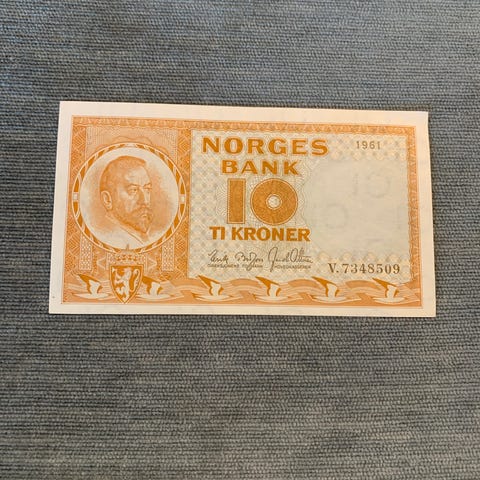 NORGES
BANK
1961
10
TI KRONER
V.7348509